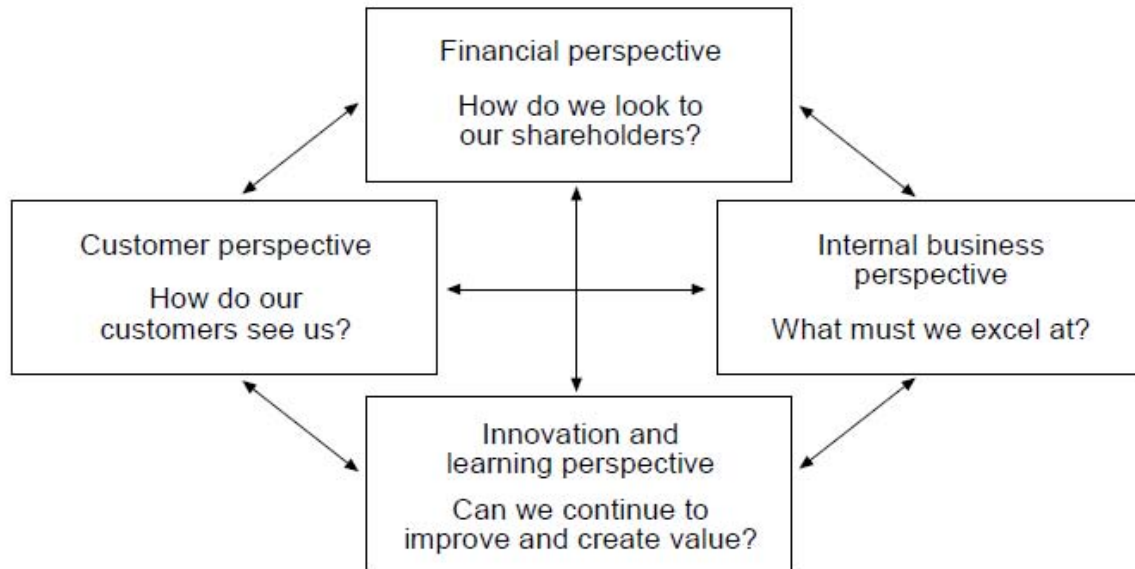 Financial perspective
How do we look to
our shareholders?
Customer perspective
How do our
customers see us?
Internal business
perspective
What must we excel at?
Innovation and
learning perspective
Can we continue to
improve and create value?